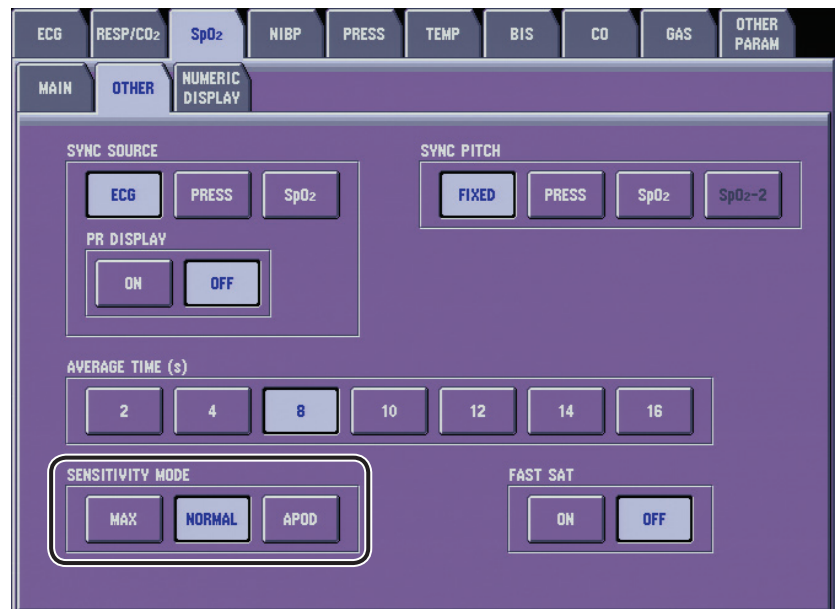 ECG RESP/CO₂ SpO₂ NIBP PRESS TEMP BIS CO GAS OTHER PARAM
MAIN OTHER NUMERIC DISPLAY
SYNC SOURCE
ECG PRESS SpO₂
PR DISPLAY
ON OFF
SYNC PITCH
FIXED PRESS SpO₂ SpO₂-2
AVERAGE TIME (s)
2 4 8 10 12 14 16
SENSITIVITY MODE
MAX NORMAL APOD
FAST SAT
ON OFF